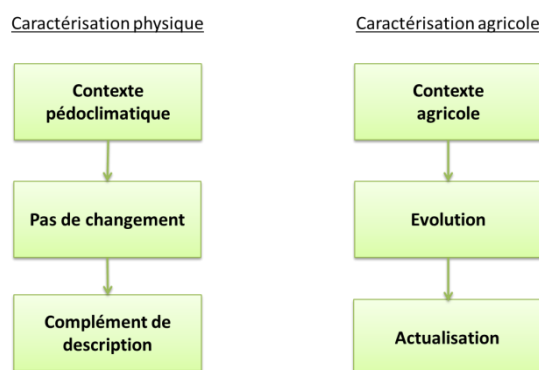 Caractérisation physique
Contexte
pédoclimatique
Pas de changement
Complément de
description
Caractérisation agricole
Contexte
agricole
Evolution
Actualisation